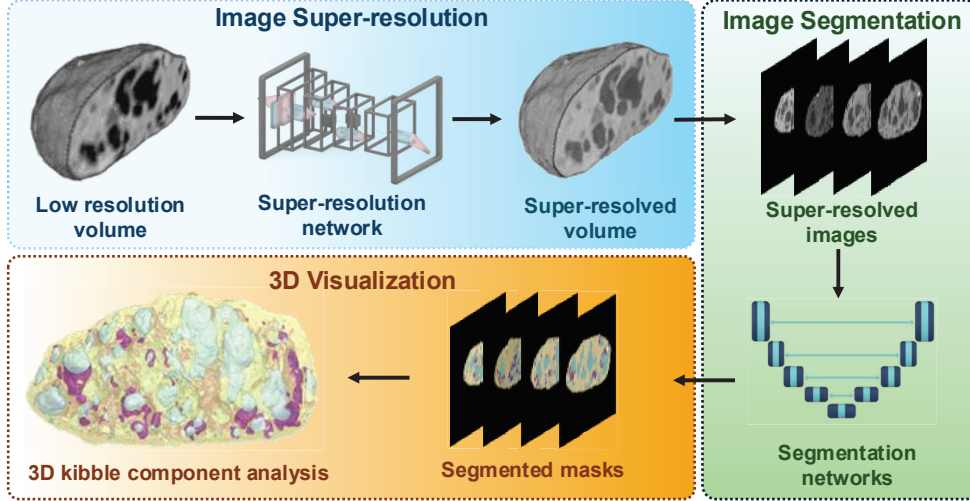 Image Super-resolution
Low resolution
volume
Super-resolution
network
Super-resolved
volume
Image Segmentation
Super-resolved
images
Segmentation
networks
3D Visualization
Segmented masks
3D kibble component analysis